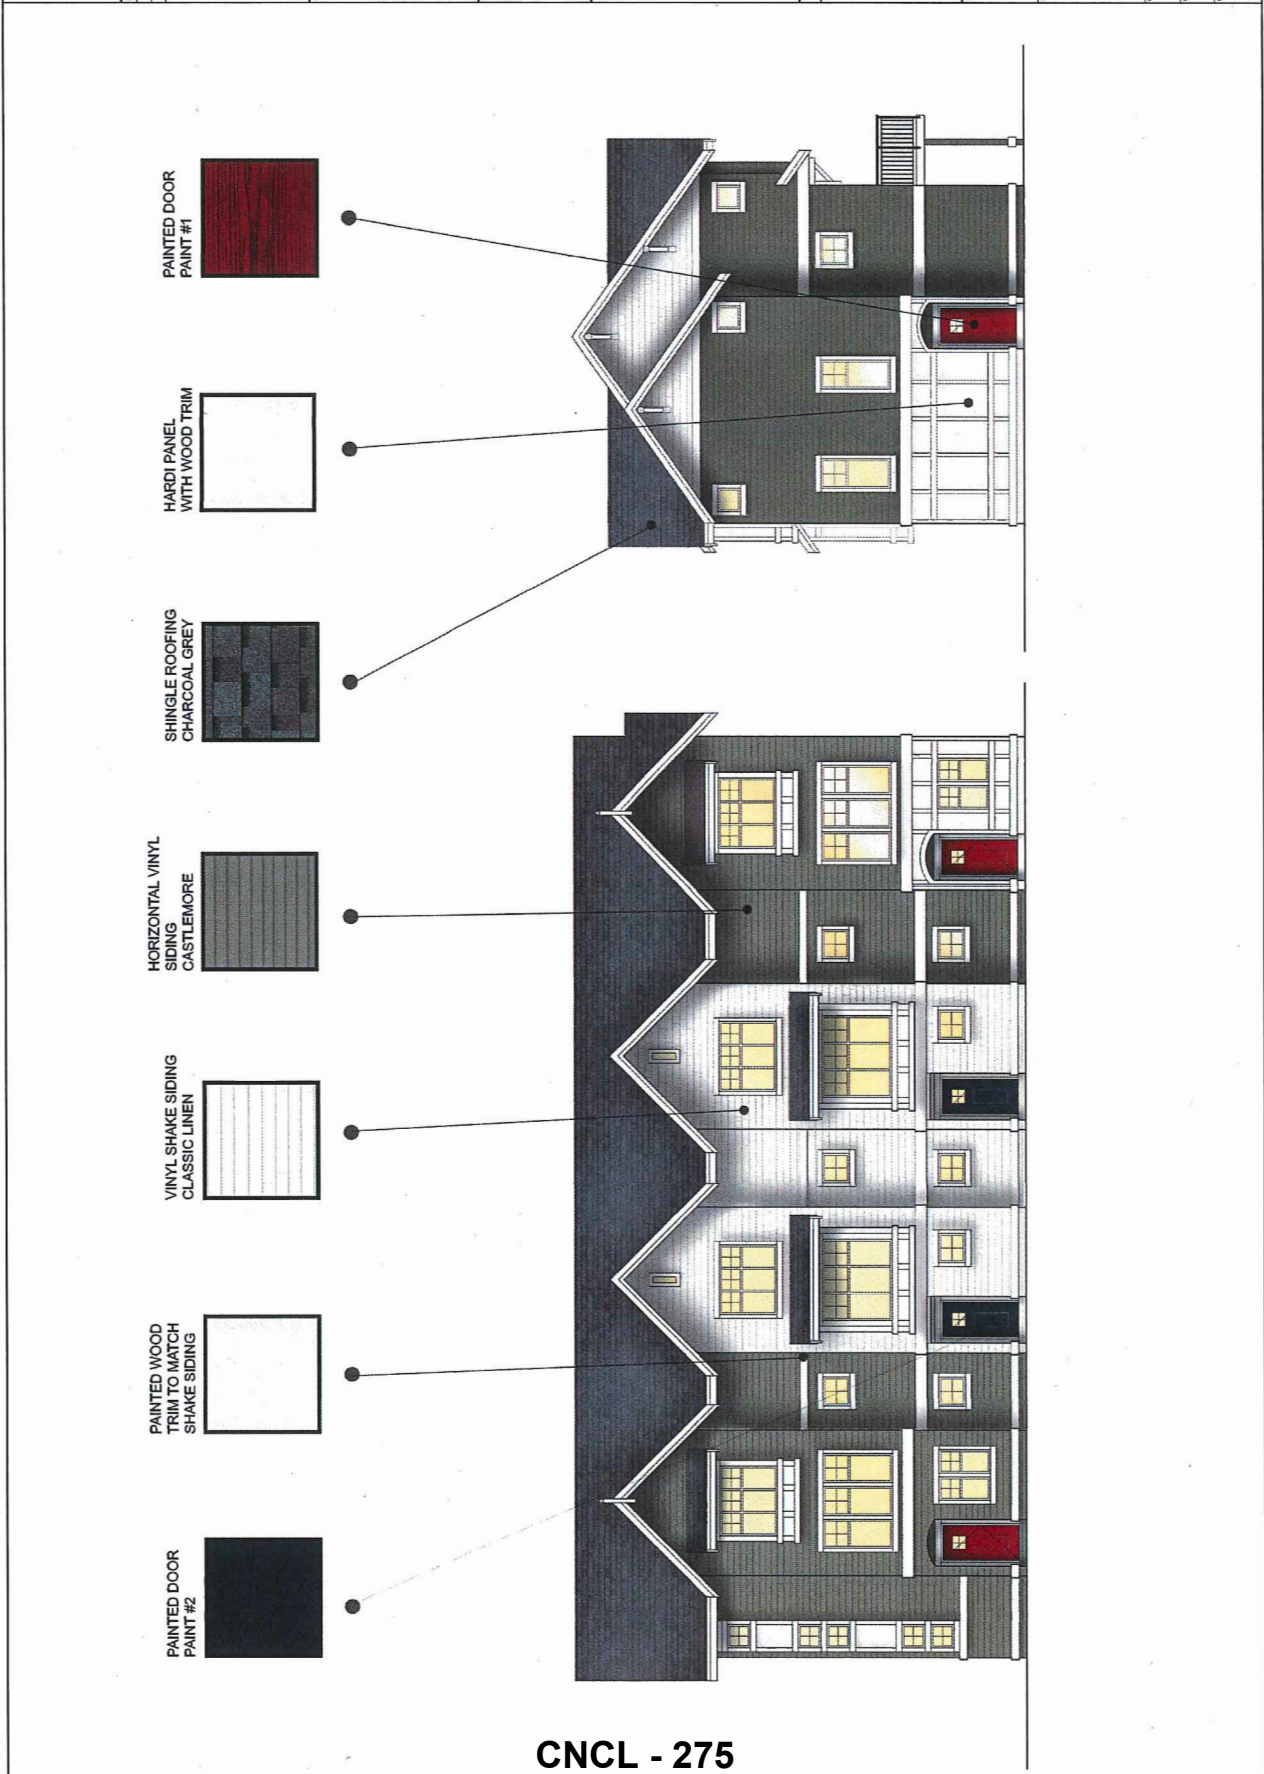 PAINTED DOOR
PAINT #2
PAINTED WOOD
TRIM TO MATCH
SHAKE SIDING
VINYL SHAKE SIDING
CLASSIC LINEN
HORIZONTAL VINYL
SIDING
CASTLEMORE
SHINGLE ROOFING
CHARCOAL GREY
HARDI PANEL
WITH WOOD TRIM
PAINTED DOOR
PAINT #1
CNCL - 275